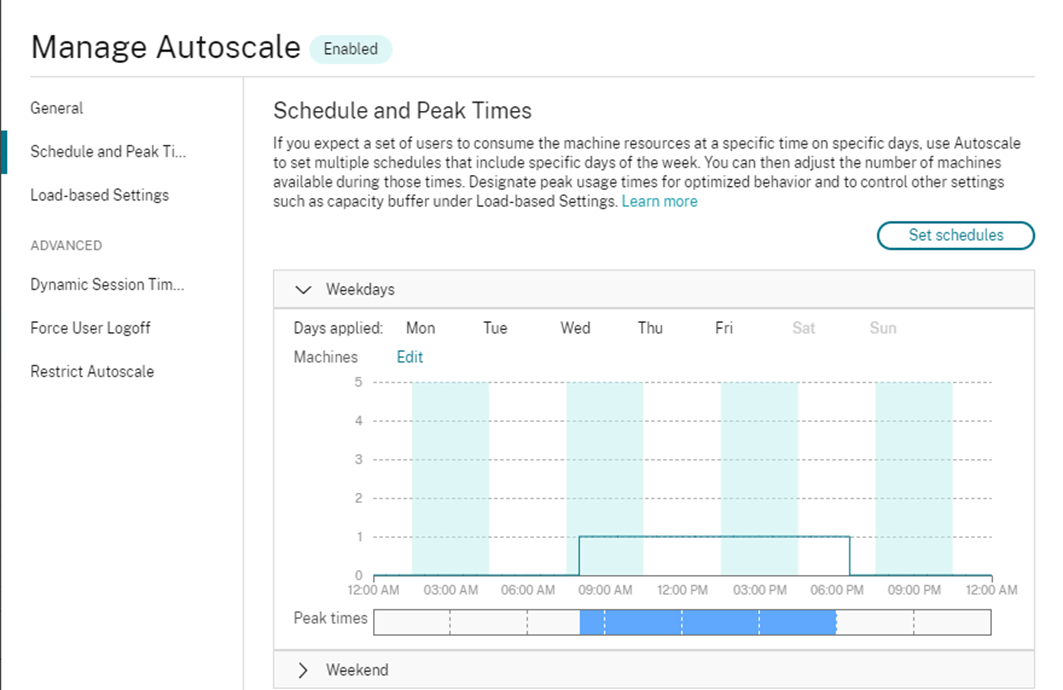 Manage Autoscale Enabled
General
Schedule and Peak Ti...
Load-based Settings
ADVANCED
Dynamic Session Tim...
Force User Logoff
Restrict Autoscale
Schedule and Peak Times
If you expect a set of users to consume the machine resources at a specific time on specific days, use Autoscale
to set multiple schedules that include specific days of the week. You can then adjust the number of machines
available during those times. Designate peak usage times for optimized behavior and to control other settings
such as capacity buffer under Load-based Settings. Learn more
Set schedules
Weekdays
Days applied: Mon Tue Wed Thu Fri Sat Sun
Machines Edit
5
4
3
2
1
0
12:00 AM 03:00 AM 06:00 AM 09:00 AM 12:00 PM 03:00 PM 06:00 PM 09:00 PM 12:00 AM
Peak times
Weekend